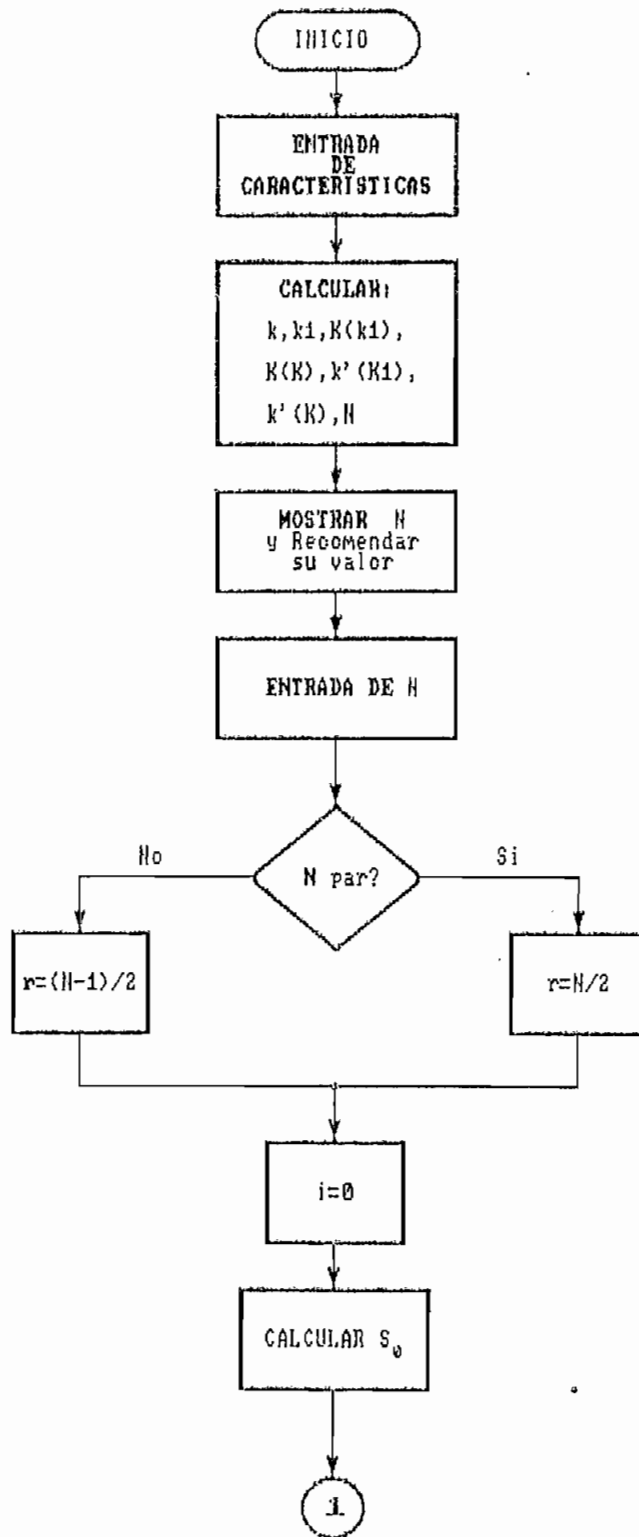 INICIO
ENTRADA
DE
CARACTERISTICAS
CALCULAR:
k,k1,K(k1),
K(K),k'(K1),
k'(K),N
MOSTRAR N
y Recomendar
su valor
ENTRADA DE N
No
N par?
Si
r=(N-1)/2
r=N/2
i=0
CALCULAR S₀
1